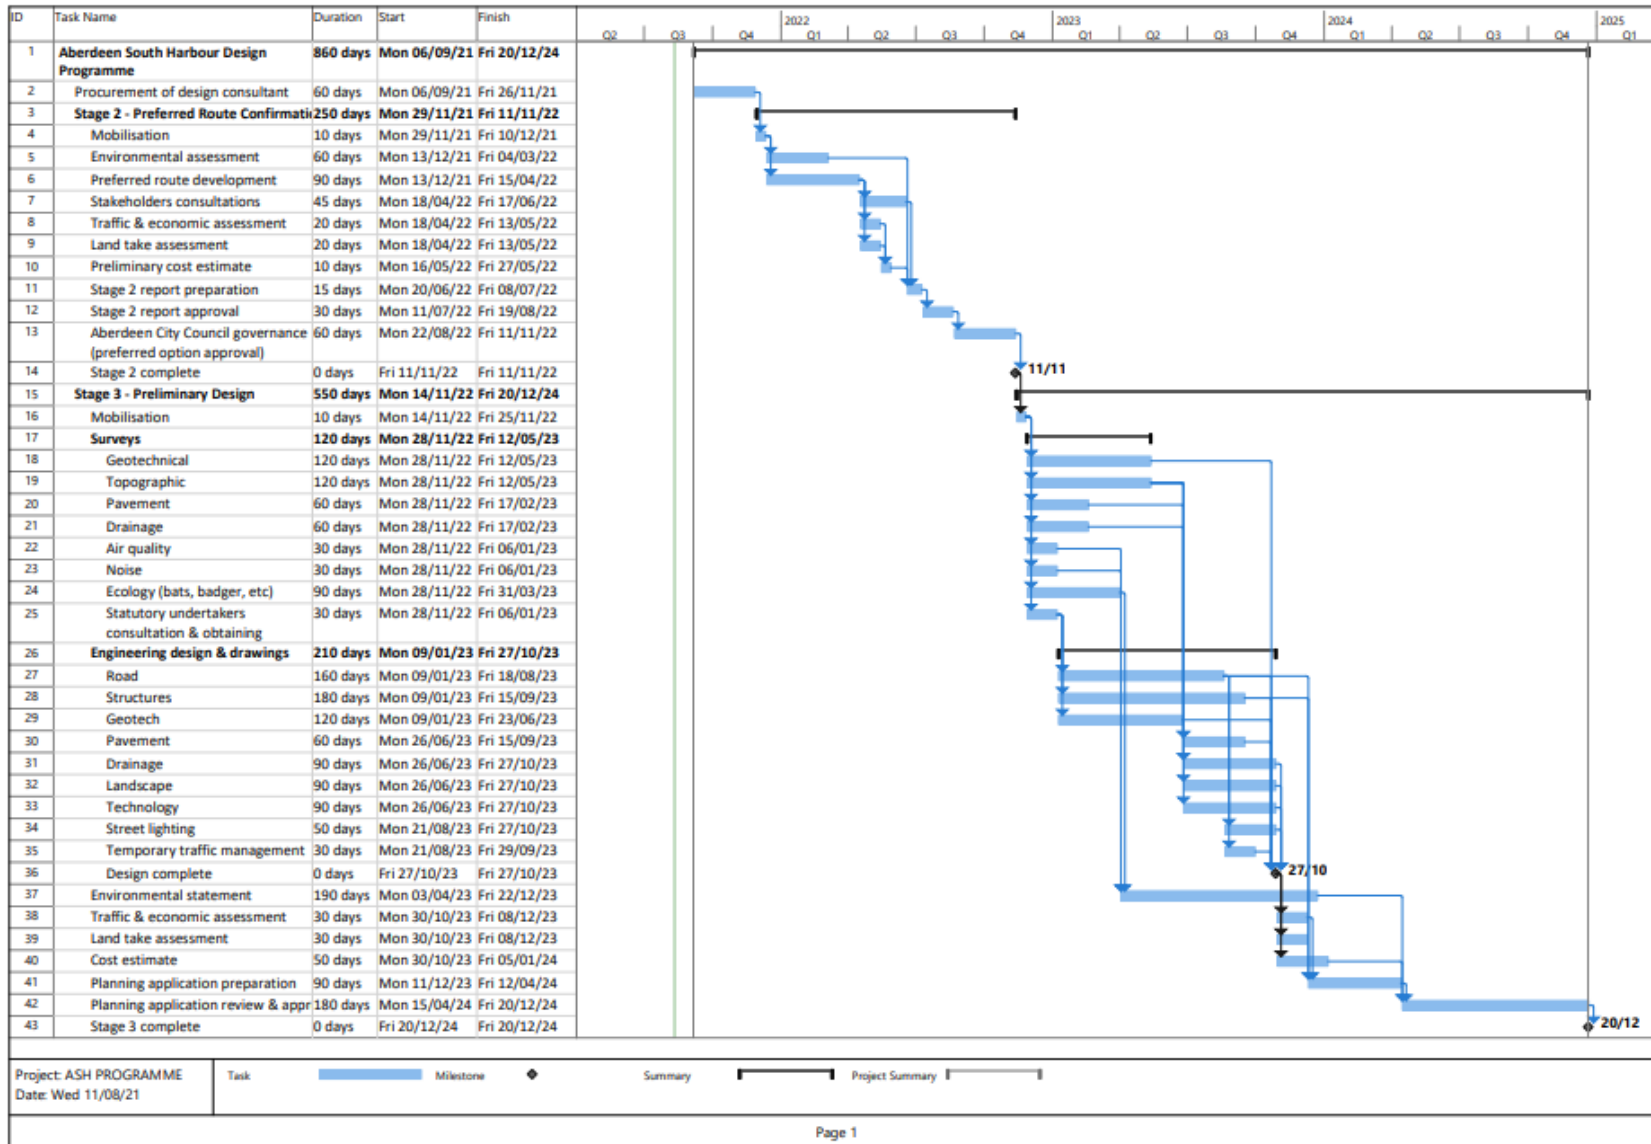 ID Task Name Duration Start Finish 2022 2023 2024 2025
Q2 Q3 Q4 Q1 Q2 Q3 Q4 Q1 Q2 Q3 Q4 Q1 Q2 Q3 Q4 Q1
1 Aberdeen South Harbour Design 860 days Mon 06/09/21 Fri 20/12/24
Programme
2 Procurement of design consultant 60 days Mon 06/09/21 Fri 26/11/21
3 Stage 2 - Preferred Route Confirmati 250 days Mon 29/11/21 Fri 11/11/22
4 Mobilisation 10 days Mon 29/11/21 Fri 10/12/21
5 Environmental assessment 60 days Mon 13/12/21 Fri 04/03/22
6 Preferred route development 90 days Mon 13/12/21 Fri 15/04/22
7 Stakeholders consultations 45 days Mon 18/04/22 Fri 17/06/22
8 Traffic & economic assessment 20 days Mon 18/04/22 Fri 13/05/22
9 Land take assessment 20 days Mon 18/04/22 Fri 13/05/22
10 Preliminary cost estimate 10 days Mon 16/05/22 Fri 27/05/22
11 Stage 2 report preparation 15 days Mon 20/06/22 Fri 08/07/22
12 Stage 2 report approval 30 days Mon 11/07/22 Fri 19/08/22
13 Aberdeen City Council governance 60 days Mon 22/08/22 Fri 11/11/22
(preferred option approval)
14 Stage 2 complete 0 days Fri 11/11/22 Fri 11/11/22 11/11
15 Stage 3 - Preliminary Design 550 days Mon 14/11/22 Fri 20/12/24
16 Mobilisation 10 days Mon 14/11/22 Fri 25/11/22
17 Surveys 120 days Mon 28/11/22 Fri 12/05/23
18 Geotechnical 120 days Mon 28/11/22 Fri 12/05/23
19 Topographic 120 days Mon 28/11/22 Fri 12/05/23
20 Pavement 60 days Mon 28/11/22 Fri 17/02/23
21 Drainage 60 days Mon 28/11/22 Fri 17/02/23
22 Air quality 30 days Mon 28/11/22 Fri 06/01/23
23 Noise 30 days Mon 28/11/22 Fri 06/01/23
24 Ecology (bats, badger, etc) 90 days Mon 28/11/22 Fri 31/03/23
25 Statutory undertakers 30 days Mon 28/11/22 Fri 06/01/23
consultation & obtaining
26 Engineering design & drawings 210 days Mon 09/01/23 Fri 27/10/23
27 Road 160 days Mon 09/01/23 Fri 18/08/23
28 Structures 180 days Mon 09/01/23 Fri 15/09/23
29 Geotech 120 days Mon 09/01/23 Fri 23/06/23
30 Pavement 60 days Mon 26/06/23 Fri 15/09/23
31 Drainage 90 days Mon 26/06/23 Fri 27/10/23
32 Landscape 90 days Mon 26/06/23 Fri 27/10/23
33 Technology 90 days Mon 26/06/23 Fri 27/10/23
34 Street lighting 50 days Mon 21/08/23 Fri 27/10/23
35 Temporary traffic management 30 days Mon 21/08/23 Fri 29/09/23
36 Design complete 0 days Fri 27/10/23 Fri 27/10/23 27/10
37 Environmental statement 190 days Mon 03/04/23 Fri 22/12/23
38 Traffic & economic assessment 30 days Mon 30/10/23 Fri 08/12/23
39 Land take assessment 30 days Mon 30/10/23 Fri 08/12/23
40 Cost estimate 50 days Mon 30/10/23 Fri 05/01/24
41 Planning application preparation 90 days Mon 11/12/23 Fri 12/04/24
42 Planning application review & appr 180 days Mon 15/04/24 Fri 20/12/24
43 Stage 3 complete 0 days Fri 20/12/24 Fri 20/12/24 20/12
Project: ASH PROGRAMME Task Milestone Summary Project Summary
Date: Wed 11/08/21
Page 1